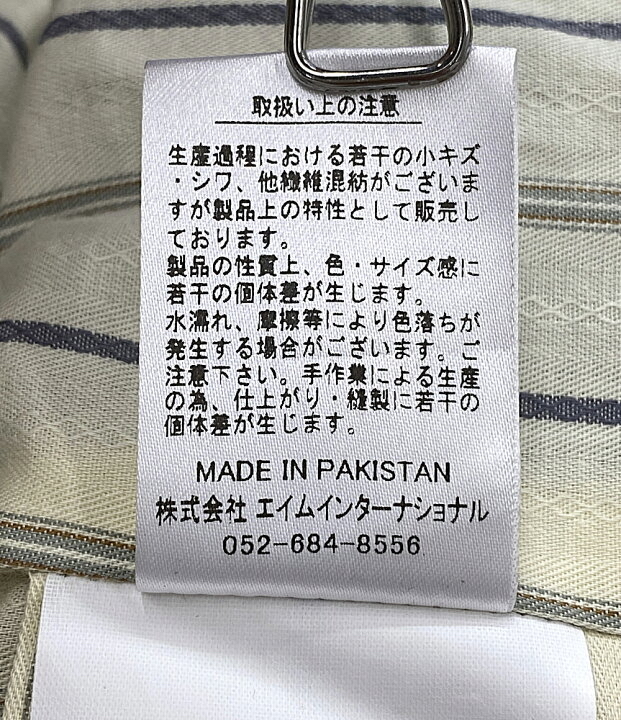 取扱い上の注意
生産過程における若干の小キズ
・シワ、他繊維混紡がございま
すが製品上の特性として販売し
ております。
製品の性質上、色・サイズ感に
若干の個体差が生じます。
水濡れ、摩擦等により色落ちが
発生する場合がございます。ご
注意下さい。手作業による生産
の為、仕上がり・縫製に若干の
個体差が生じます。
MADE IN PAKISTAN
株式会社 エイムインターナショナル
052-684-8556